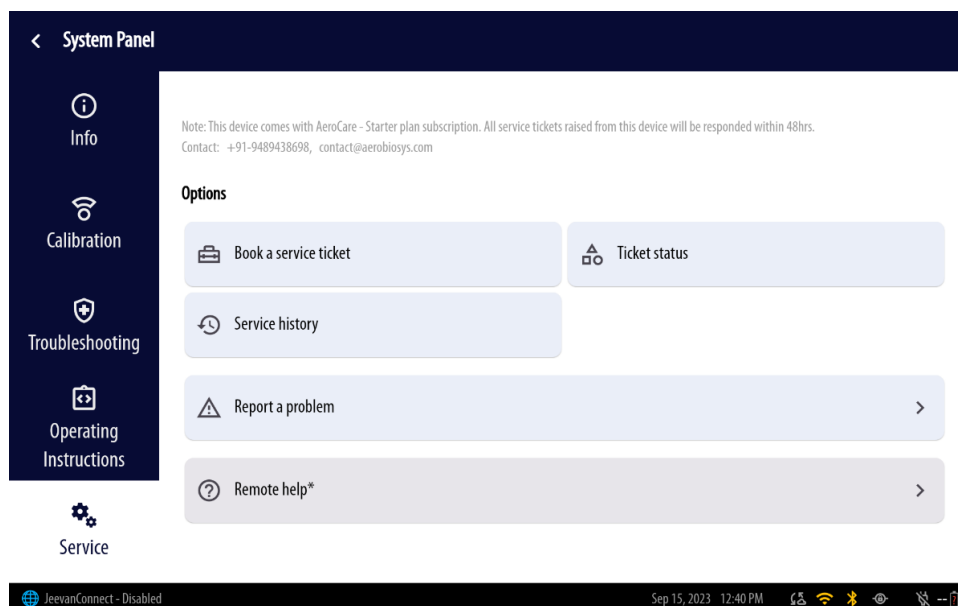 System Panel
Info
Calibration
Troubleshooting
Operating
Instructions
Service
Note: This device comes with AeroCare - Starter plan subscription. All service tickets raised from this device will be responded within 48hrs.
Contact: +91-9489438698, contact@aerobiosys.com
Options
Book a service ticket
Ticket status
Service history
Report a problem
Remote help*
JeevanConnect - Disabled
Sep 15, 2023 12:40 PM
--